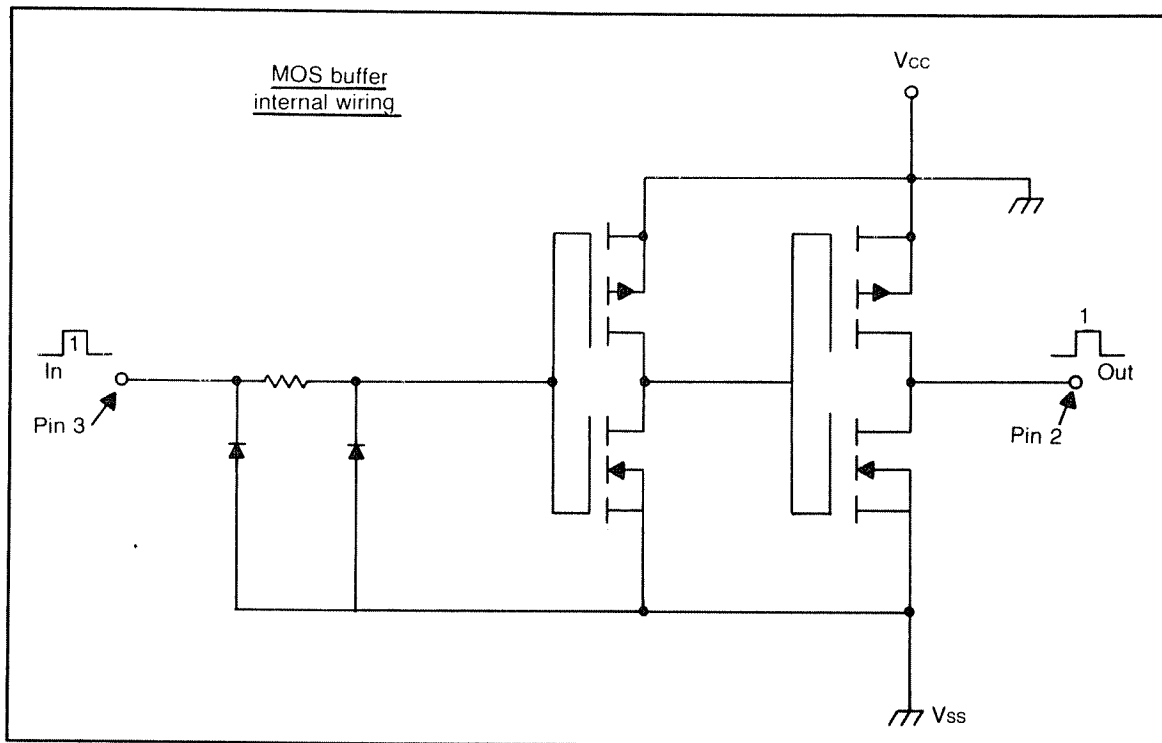 MOS buffer
internal wiring
VCC
1
In
Pin 3
1
Out
Pin 2
VSS